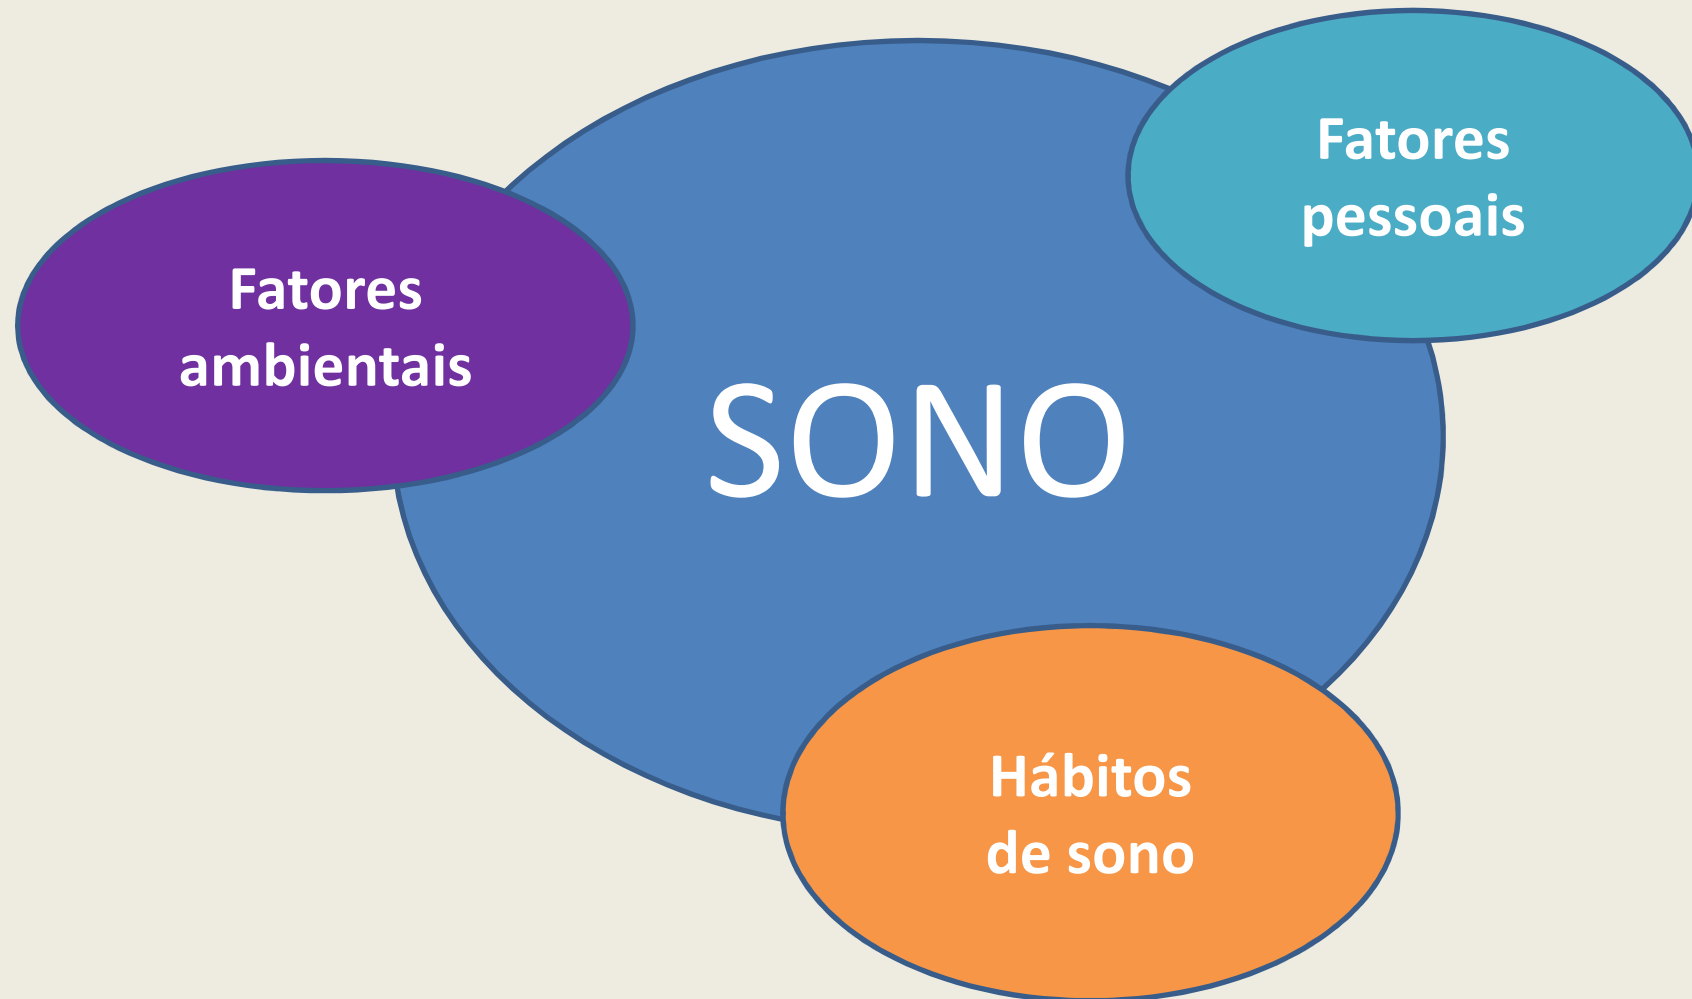 Fatores
pessoais
Fatores
ambientais
SONO
Hábitos
de sono